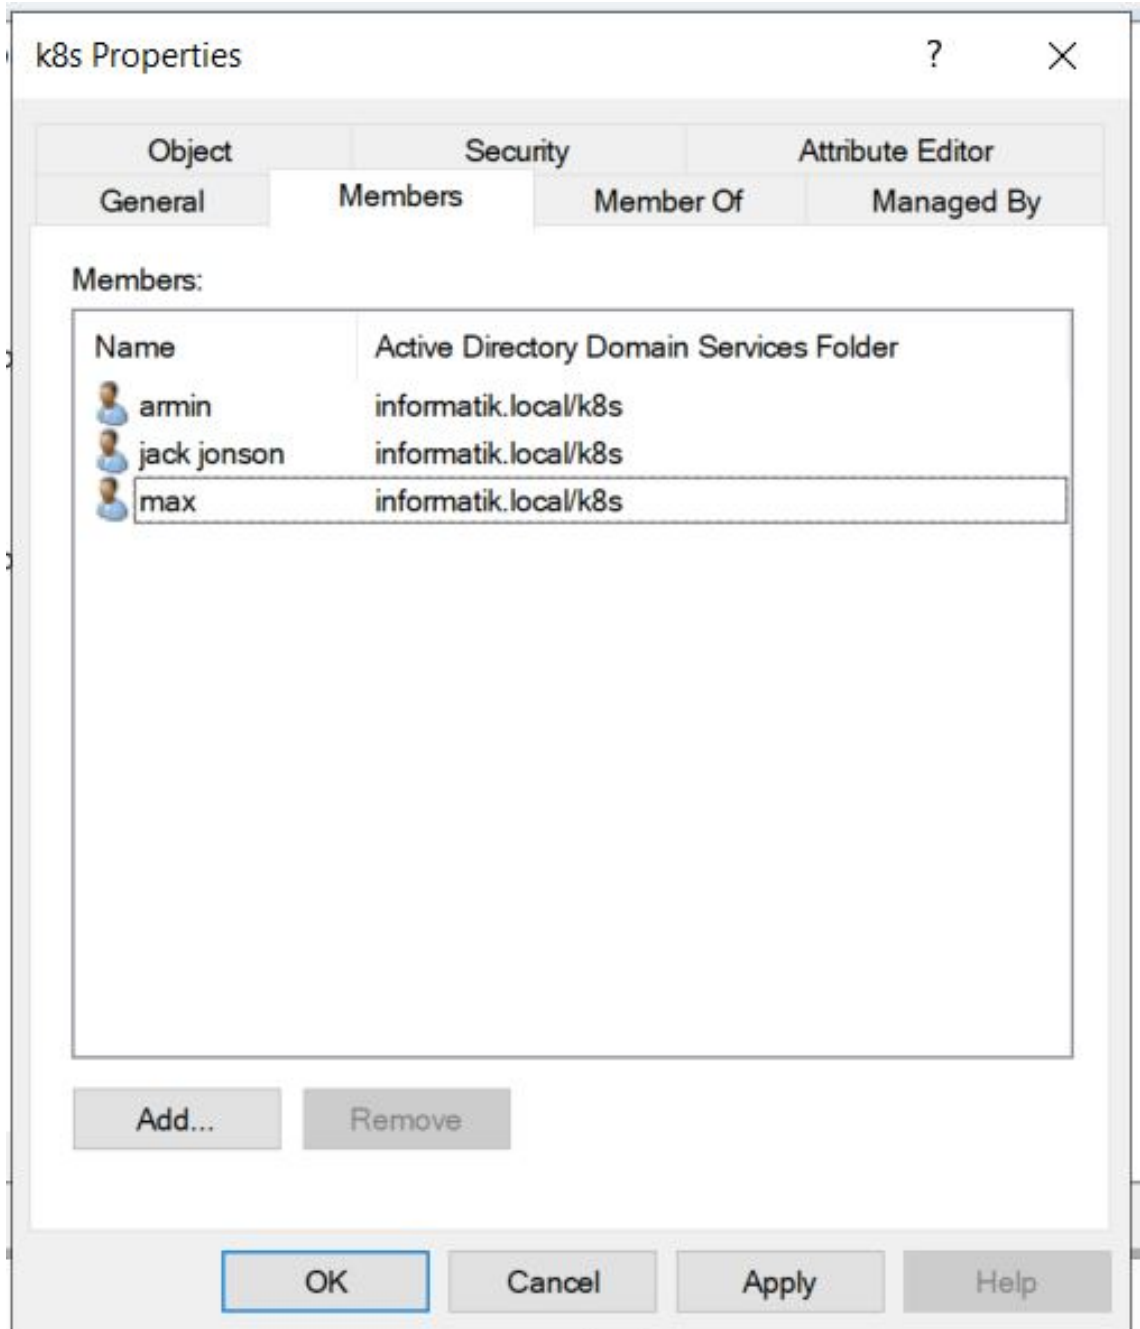 k8s Properties ?
Object Security Attribute Editor
General Members Member Of Managed By
Members:
Name Active Directory Domain Services Folder
armin informatik.local/k8s
jack jonson informatik.local/k8s
max informatik.local/k8s
Add... Remove
OK Cancel Apply Help